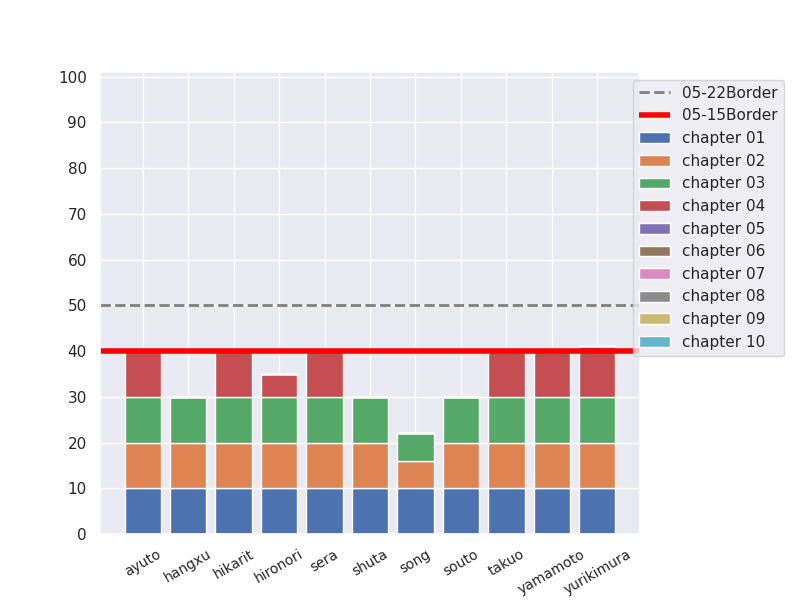 100
90
80
70
60
50
40
30
20
10
0
ayuto
hangxu
hikarit
hironori
sera
shuta
song
souto
takuo
yamamoto
yurikimura
05-22Border
05-15Border
chapter 01
chapter 02
chapter 03
chapter 04
chapter 05
chapter 06
chapter 07
chapter 08
chapter 09
chapter 10